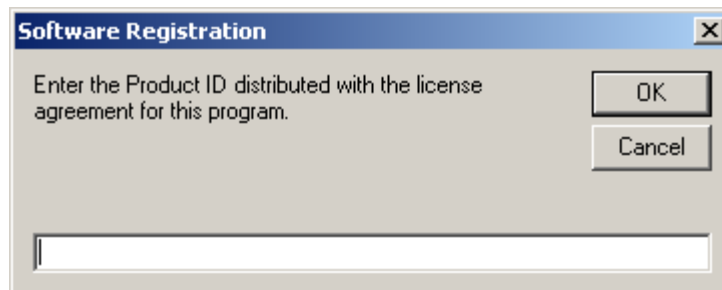 Software Registration
Enter the Product ID distributed with the license
agreement for this program.
OK
Cancel